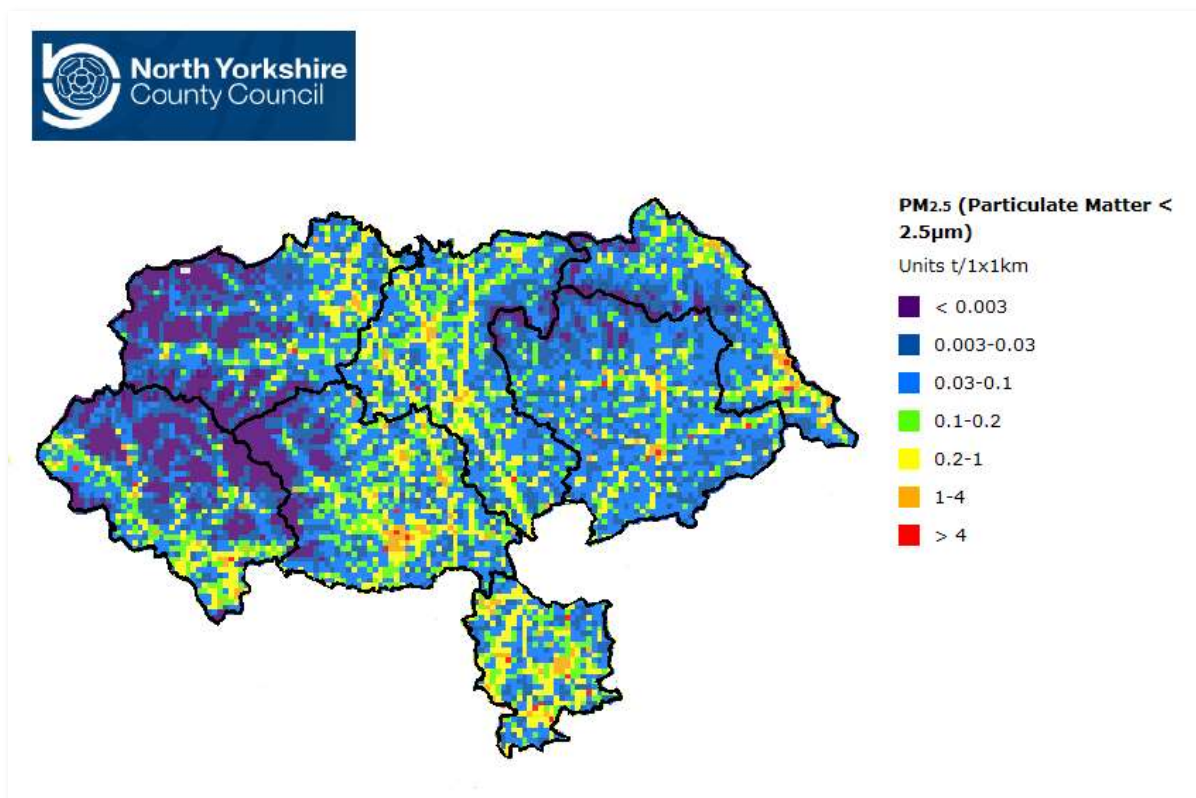 North Yorkshire
County Council
PM2.5 (Particulate Matter <
2.5µm)
Units t/1x1km
< 0.003
0.003-0.03
0.03-0.1
0.1-0.2
0.2-1
1-4
> 4